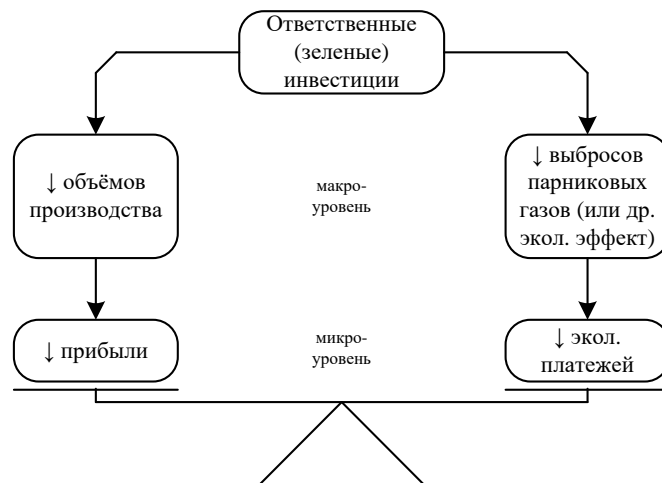 Ответственные
(зеленые)
инвестиции
↓ объёмов
производства
макро-
уровень
↓ выбросов
парниковых
газов (или др.
экол. эффект)
↓ прибыли
микро-
уровень
↓ экол.
платежей